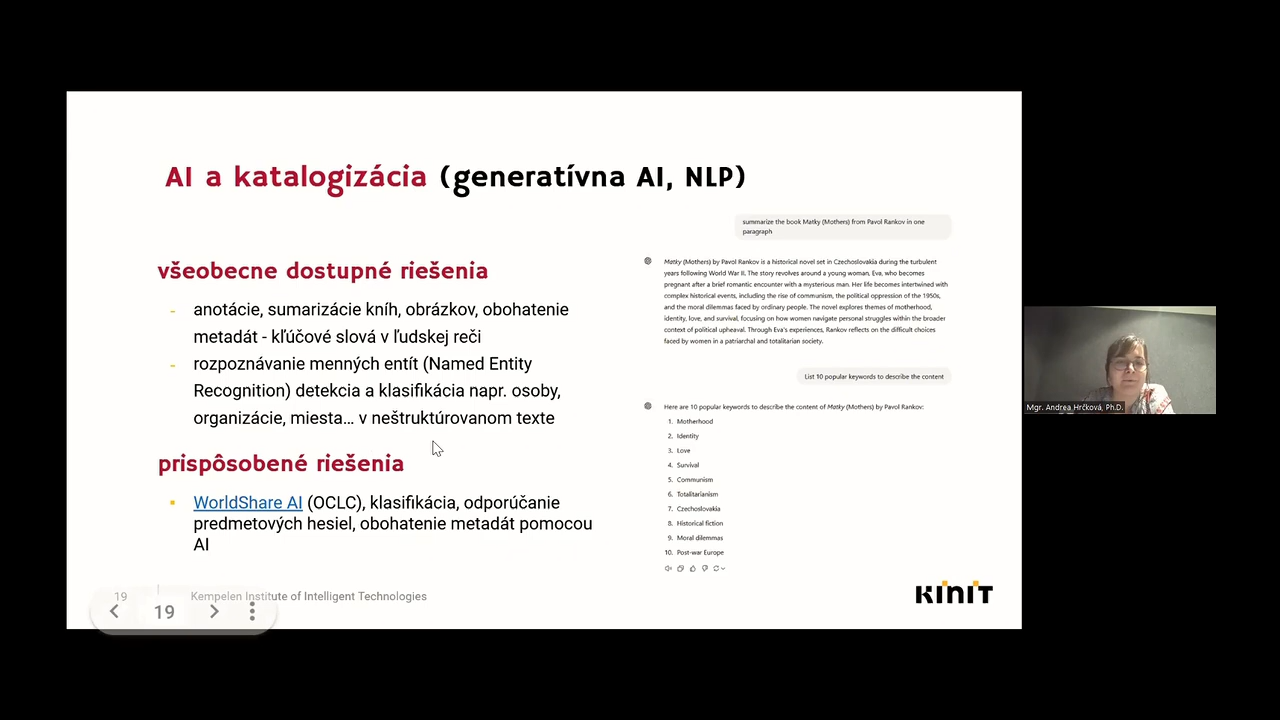 AI a katalogizácia (generatívna AI, NLP)
všeobecne dostupné riešenia
- anotácie, sumarizácie kníh, obrázkov, obohatenie
metadát - kľúčové slová v ľudskej reči
- rozpoznávanie menných entít (Named Entity
Recognition) detekcia a klasifikácia napr. osoby,
organizácie, miesta... v neštruktúrovanom texte
prispôsobené riešenia
WorldShare AI (OCLC), klasifikácia, odporúčanie
predmetových hesiel, obohatenie metadát pomocou
AI
summarize the book Matky (Mothers) from Pavol Rankov in one
paragraph
Matky (Mothers) by Pavol Rankov is a historical novel set in Czechoslovakia during the turbulent
years following World War II. The story revolves around a young woman, Eva, who becomes
pregnant after a brief romantic encounter with a mysterious man. Her life becomes intertwined with
complex historical events, including the rise of communism, the political oppression of the 1950s,
and the moral dilemmas faced by ordinary people. The novel explores themes of motherhood,
identity, love, and survival, focusing on how women navigate personal struggles within the broader
context of political upheaval. Through Eva's experiences, Rankov reflects on the difficult choices
faced by women in a patriarchal and totalitarian society.
List 10 popular keywords to describe the content
Here are 10 popular keywords to describe the content of Matky (Mothers) by Pavol Rankov:
1. Motherhood
2. Identity
3. Love
4. Survival
5. Communism
6. Totalitarianism
7. Czechoslovakia
8. Historical fiction
9. Moral dilemmas
10. Post-war Europe
19 Kempelen Institute of Intelligent Technologies
19
KINIT
Mgr. Andrea Hrčková, Ph.D.